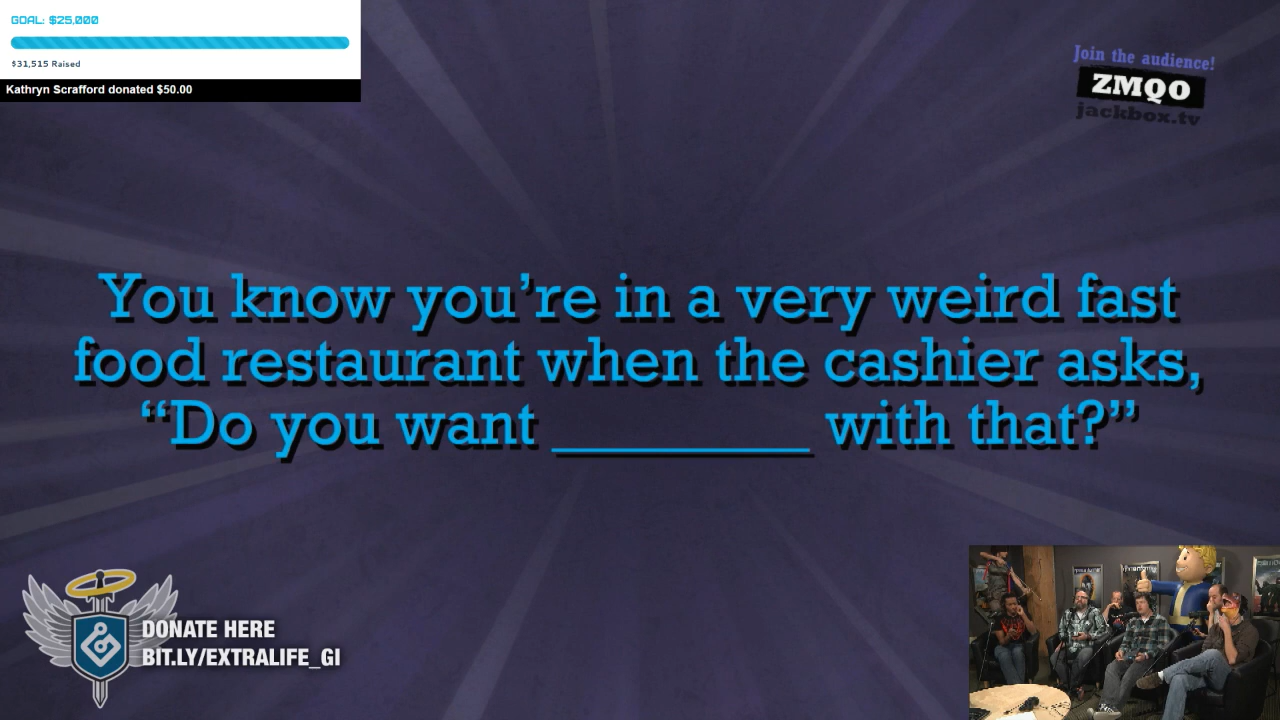 GOAL: $25,000
$31,515 Raised
Kathryn Scrafford donated $50.00
Join the audience!
ZMQO
jackbox.tv
You know you’re in a very weird fast
food restaurant when the cashier asks,
“Do you want ________ with that?”
DONATE HERE
BIT.LY/EXTRALIFE_GI